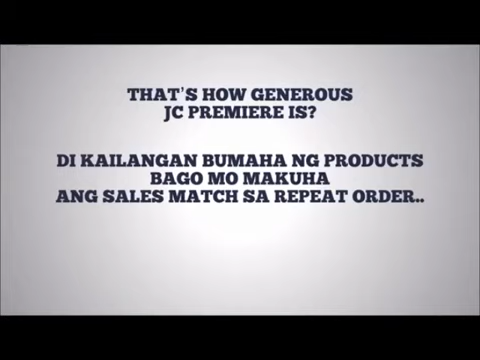 THAT'S HOW GENEROUS
JC PREMIERE IS?
DI KAILANGAN BUMAHA NG PRODUCTS
BAGO MO MAKUHA
ANG SALES MATCH SA REPEAT ORDER..